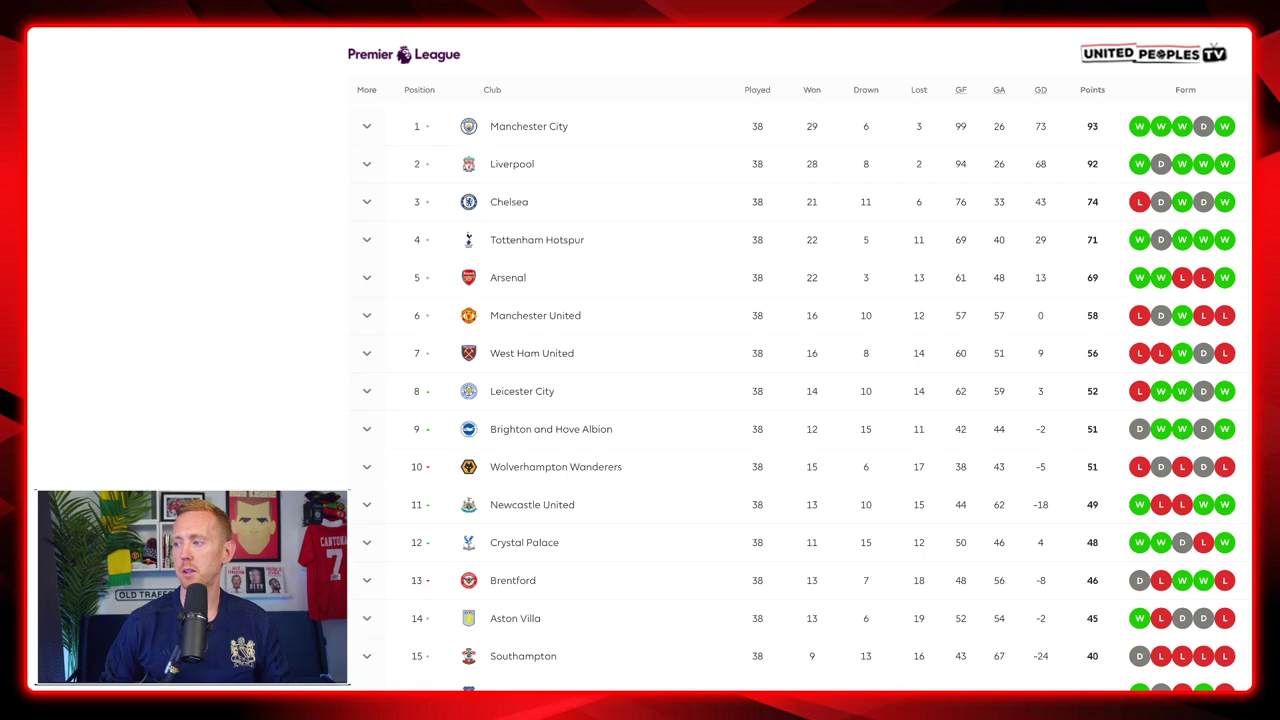 Premier League
UNITED PEOPLES TV
More Position Club Played Won Drawn Lost GF GA GD Points Form
1 Manchester City 38 29 6 3 99 26 73 93 W W W D W
2 Liverpool 38 28 8 2 94 26 68 92 W D W W W
3 Chelsea 38 21 11 6 76 33 43 74 L D W D W
4 Tottenham Hotspur 38 22 5 11 69 40 29 71 W D W W W
5 Arsenal 38 22 3 13 61 48 13 69 W W L L W
6 Manchester United 38 16 10 12 57 57 0 58 L D W L L
7 West Ham United 38 16 8 14 60 51 9 56 L L W D L
8 Leicester City 38 14 10 14 62 59 3 52 L W W D W
9 Brighton and Hove Albion 38 12 15 11 42 44 -2 51 D W W D W
10 Wolverhampton Wanderers 38 15 6 17 38 43 -5 51 L D L D L
11 Newcastle United 38 13 10 15 44 62 -18 49 W L L W W
12 Crystal Palace 38 11 15 12 50 46 4 48 W W D L W
13 Brentford 38 13 7 18 48 56 -8 46 D L W W L
14 Aston Villa 38 13 6 19 52 54 -2 45 W L D D L
15 Southampton 38 9 13 16 43 67 -24 40 D L L L L
CANTONA
7
OLD TRAFF